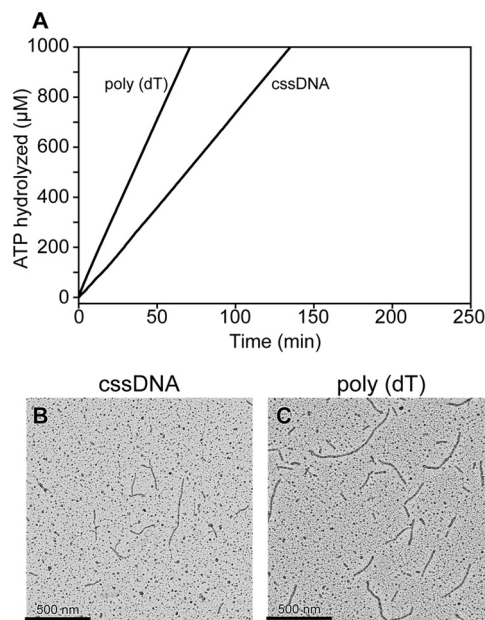 A
1000
800
600
400
200
0
ATP hydrolyzed (µM)
poly (dT)
cssDNA
0 50 100 150 200 250
Time (min)
cssDNA poly (dT)
B C
500 nm 500 nm